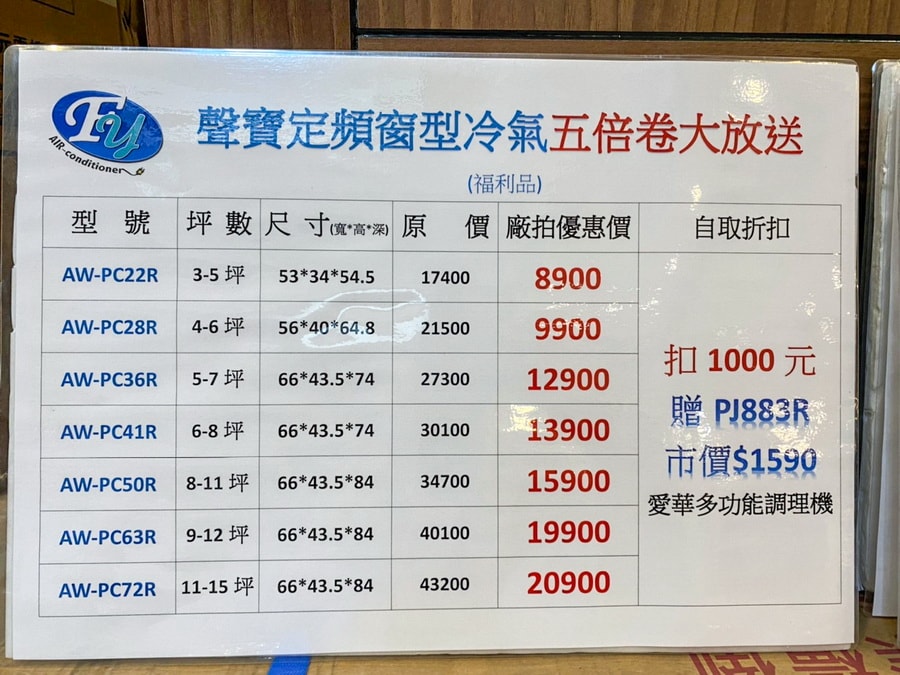 Fy
AIR-conditioner
聲寶定頻窗型冷氣五倍卷大放送
(福利品)
型 號 坪 數 尺 寸(寬*高*深) 原 價 廠拍優惠價 自取折扣
AW-PC22R 3-5 坪 53*34*54.5 17400 8900
AW-PC28R 4-6 坪 56*40*64.8 21500 9900
AW-PC36R 5-7 坪 66*43.5*74 27300 12900
AW-PC41R 6-8 坪 66*43.5*74 30100 13900
AW-PC50R 8-11 坪 66*43.5*84 34700 15900
AW-PC63R 9-12 坪 66*43.5*84 40100 19900
AW-PC72R 11-15 坪 66*43.5*84 43200 20900
扣 1000 元
贈 PJ883R
市價$1590
愛華多功能調理機